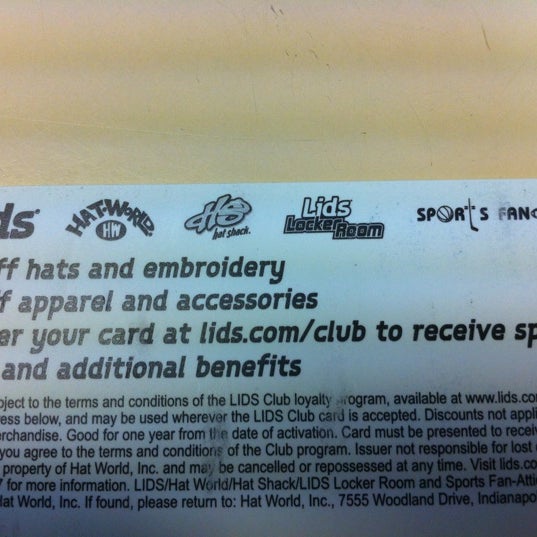 ds HAT-WORLD HW HS hat shack. Lids Locker Room SPORTS FAN
ff hats and embroidery
f apparel and accessories
er your card at lids.com/club to receive sp
and additional benefits
bject to the terms and conditions of the LIDS Club loyalty program, available at www.lids.co
ress below, and may be used wherever the LIDS Club card is accepted. Discounts not appli
erchandise. Good for one year from the date of activation. Card must be presented to recei
you agree to the terms and conditions of the Club program. Issuer not responsible for lost
property of Hat World, Inc. and may be cancelled or repossessed at any time. Visit lids.co
7 for more information. LIDS/Hat World/Hat Shack/LIDS Locker Room and Sports Fan-Atti
Hat World, Inc. If found, please return to: Hat World, Inc., 7555 Woodland Drive, Indianapo